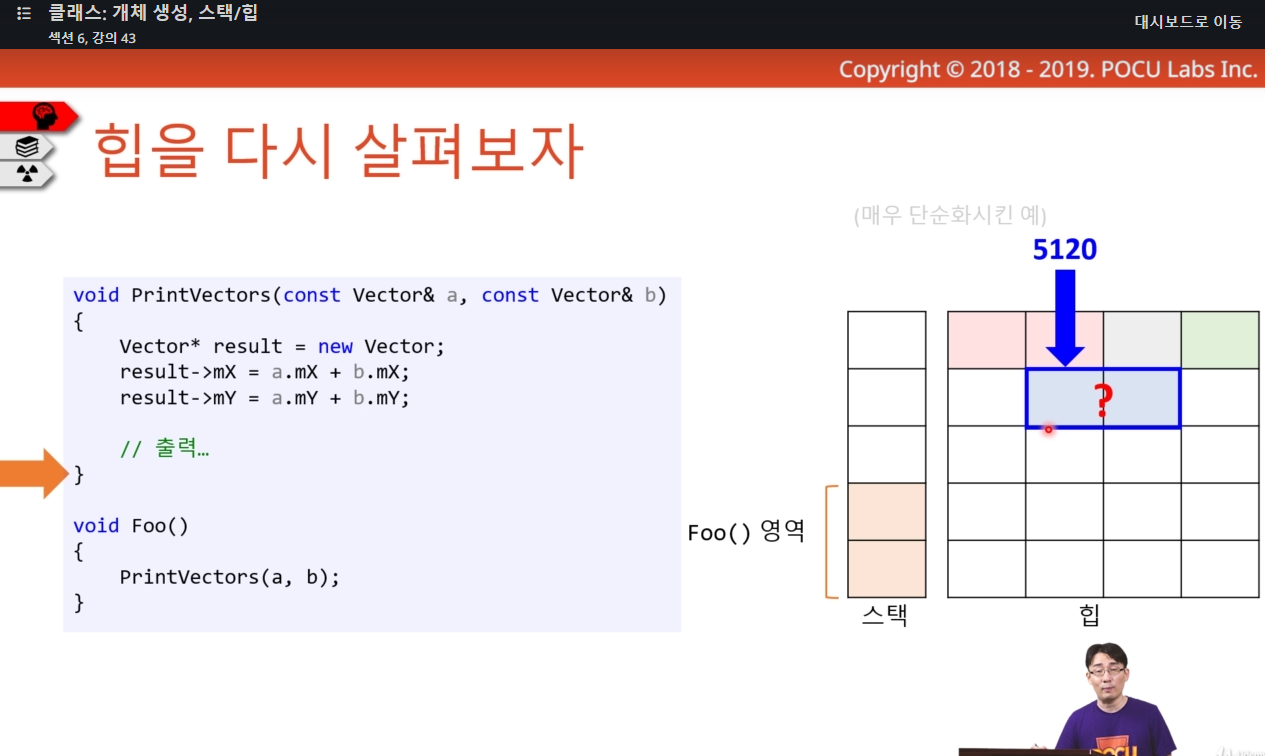 클래스: 개체 생성, 스택/힙
섹션 6, 강의 43
대시보드로 이동
Copyright © 2018 - 2019. POCU Labs Inc.
힙을 다시 살펴보자
(매우 단순화시킨 예)
5120
void PrintVectors(const Vector& a, const Vector& b)
{
    Vector* result = new Vector;
    result->mX = a.mX + b.mX;
    result->mY = a.mY + b.mY;
    // 출력…
}
void Foo()
{
    PrintVectors(a, b);
}
?
Foo() 영역
스택
힙
POCU